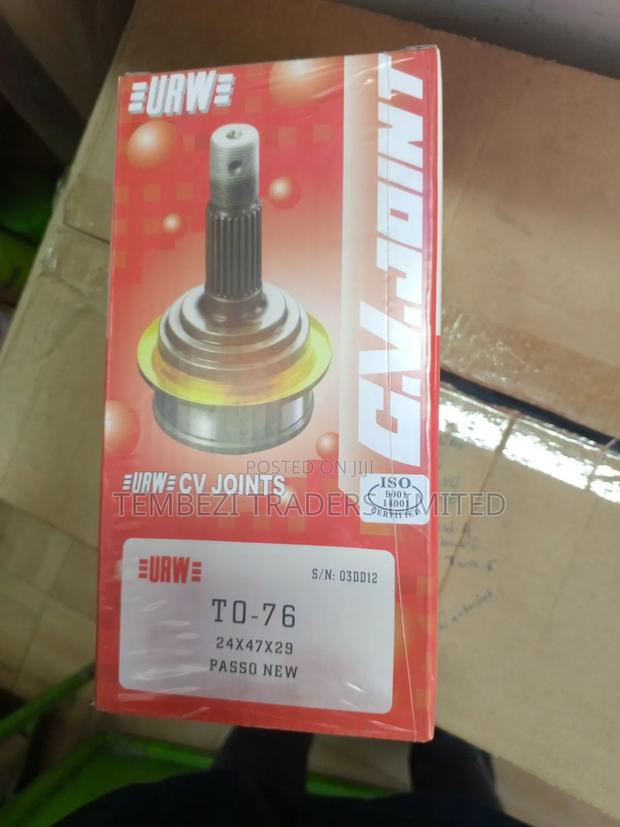 URW
C.V.JOINT
URW CV JOINTS
ISO
9001
14001
CERTIFIED
POSTED ON JIJI
TEMBEZI TRADERS LIMITED
URW
S/N: 03DD12
TO-76
24X47X29
PASSO NEW